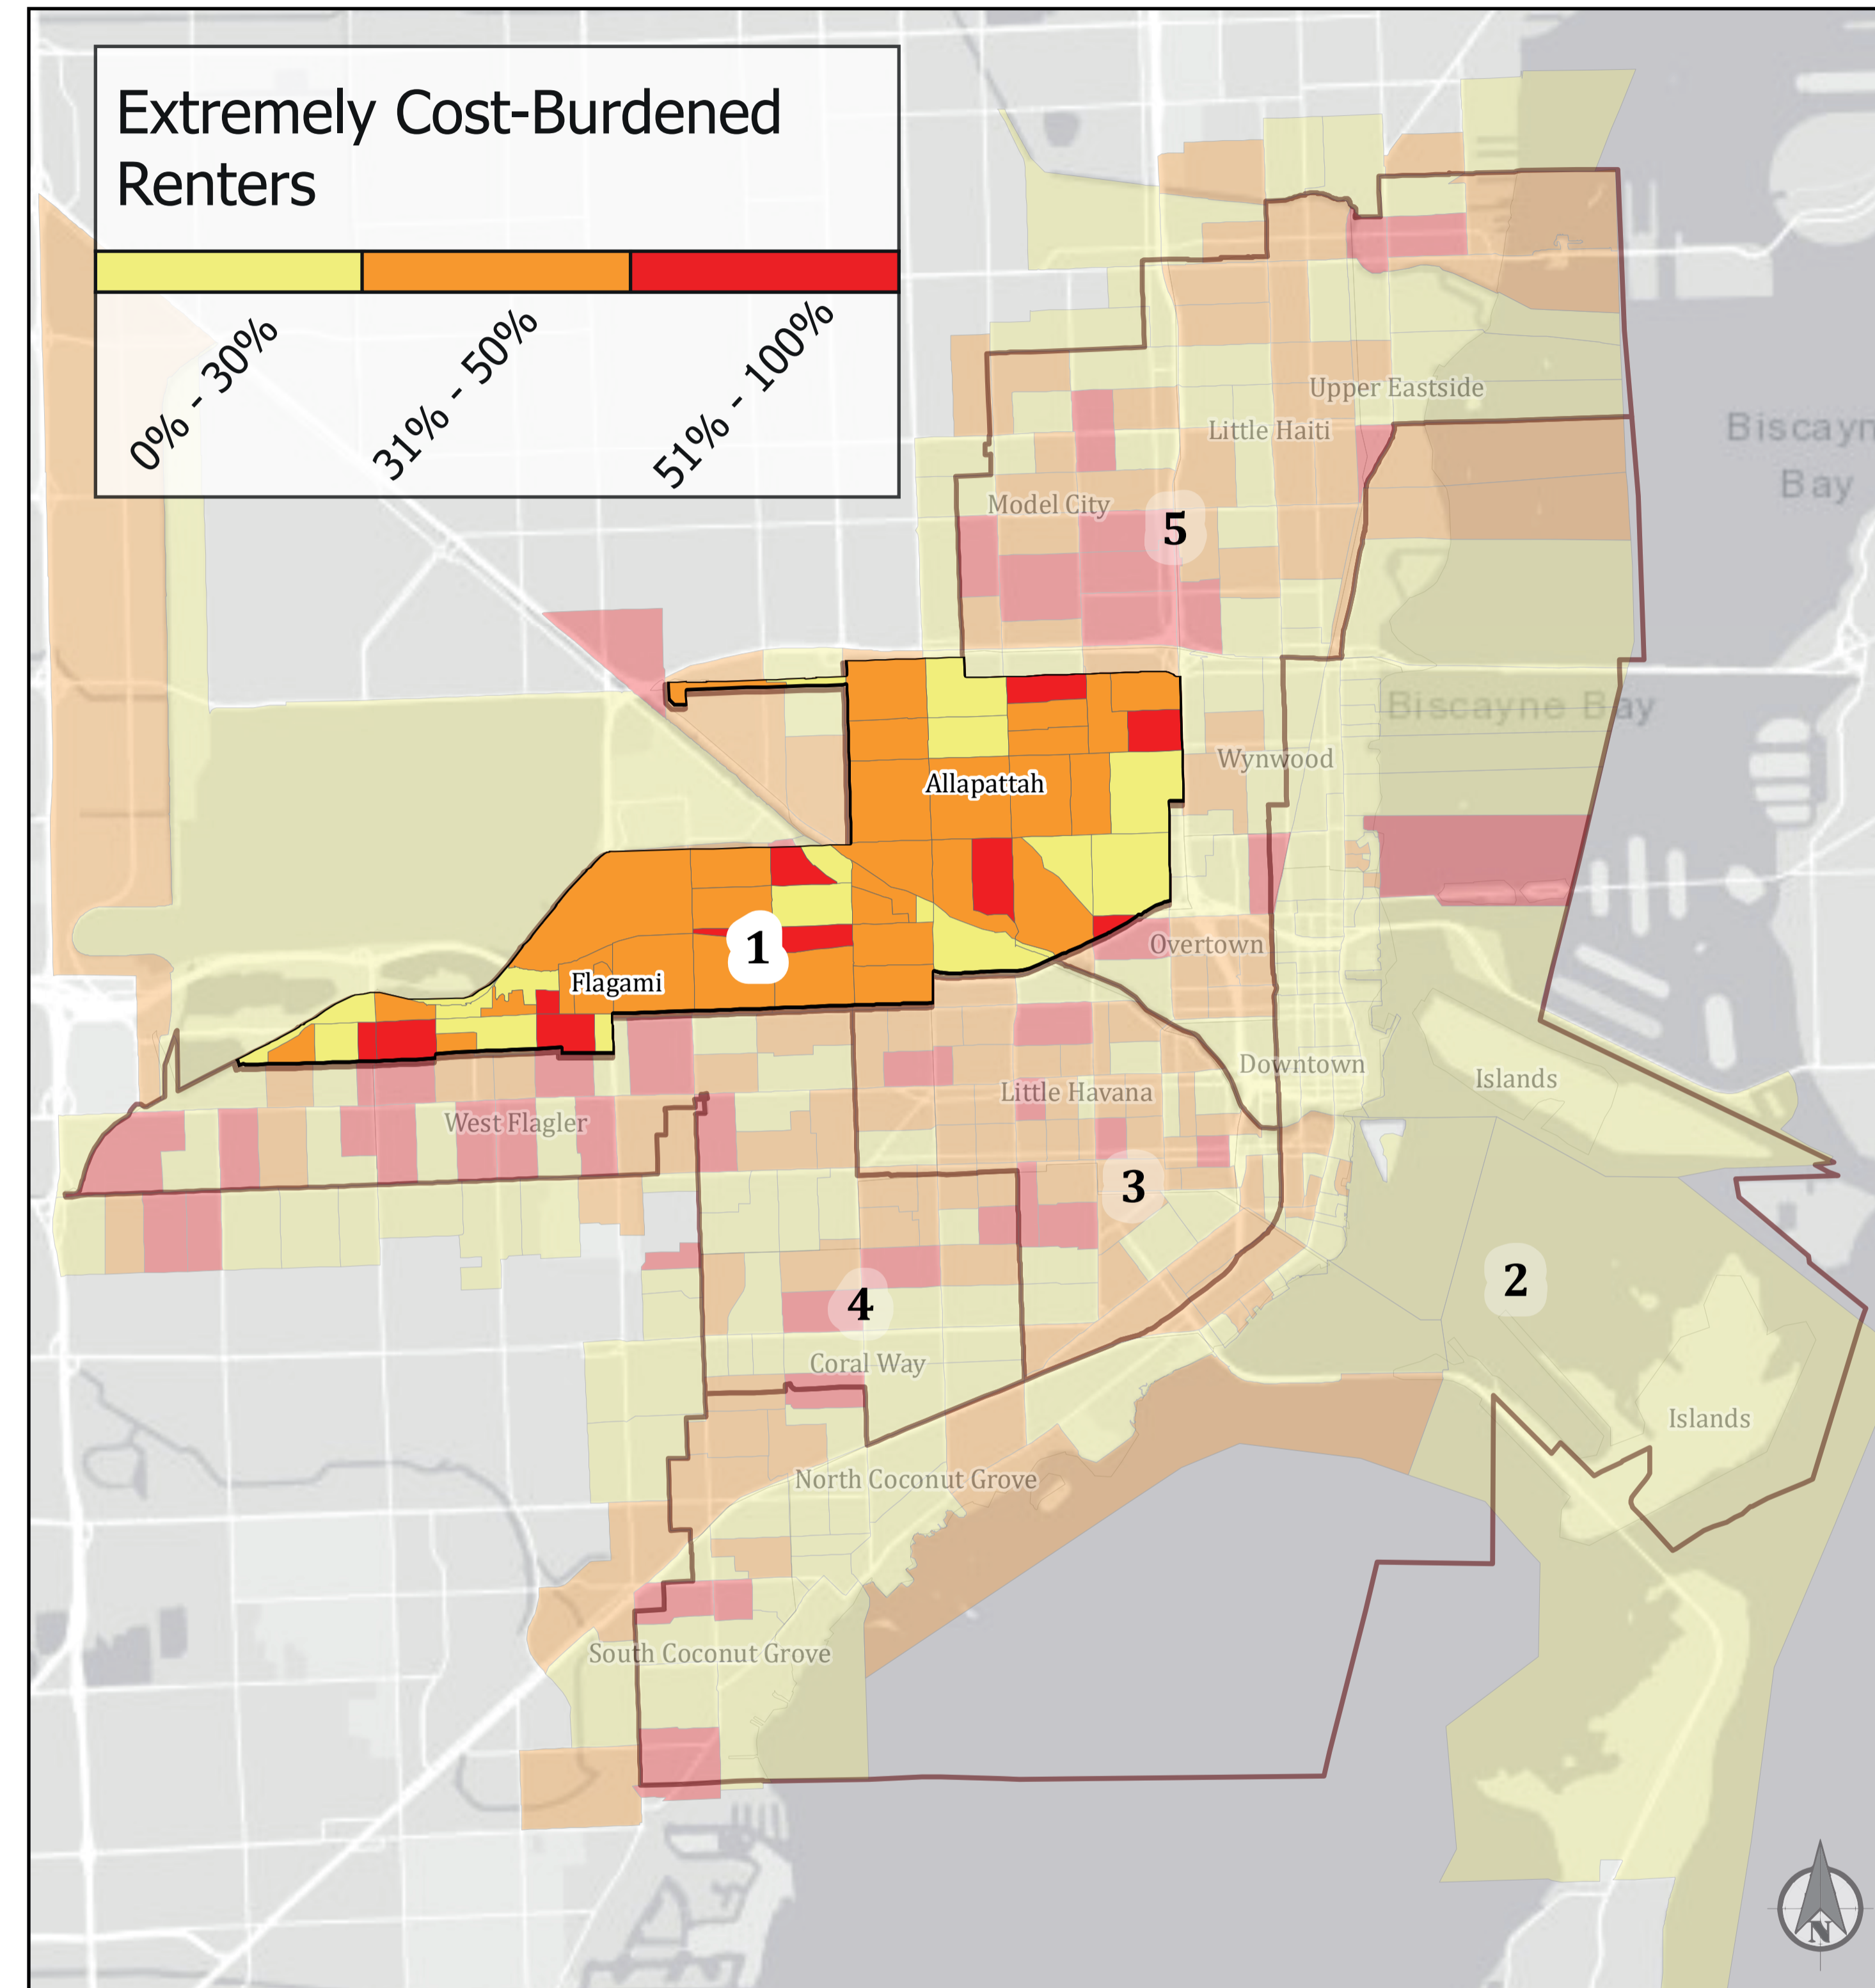 Extremely Cost-Burdened
Renters
0% - 30%
31% - 50%
51% - 100%
Upper Eastside
Little Haiti
Biscayn
Bay
Model City
5
Biscayne Bay
Wynwood
Allapattah
Overtown
1
Flagami
Downtown
Islands
Little Havana
West Flagler
3
2
4
Coral Way
Islands
North Coconut Grove
South Coconut Grove
N